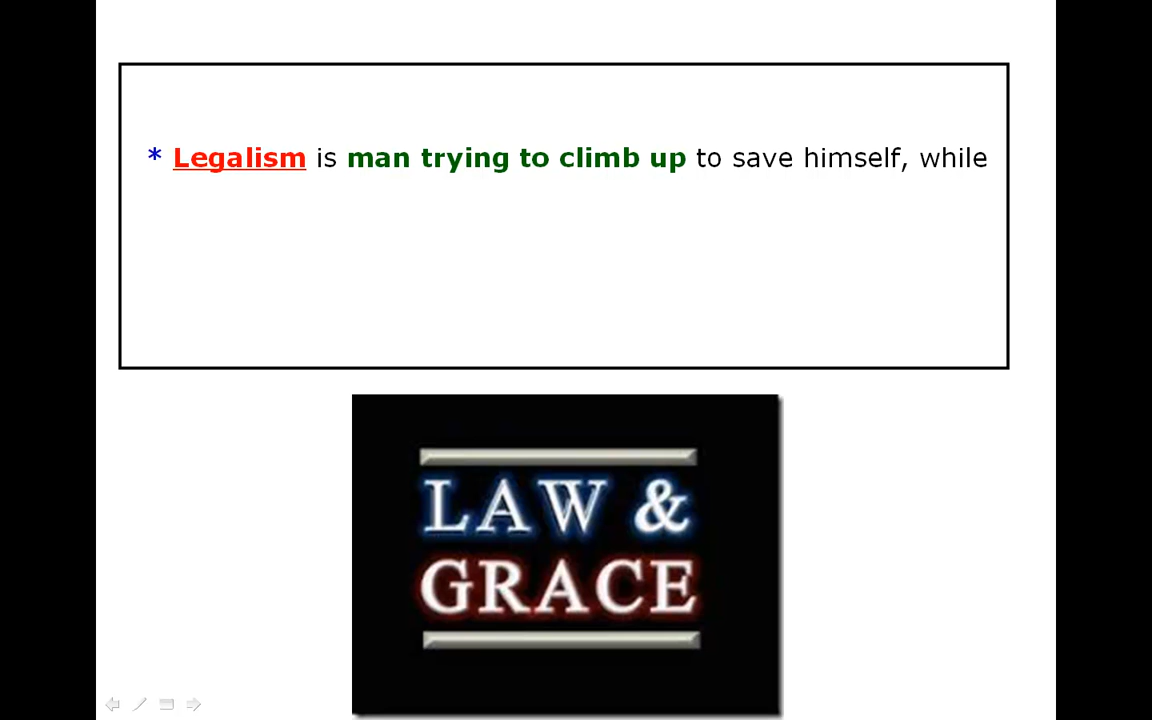 * Legalism is man trying to climb up to save himself, while
LAW &
GRACE